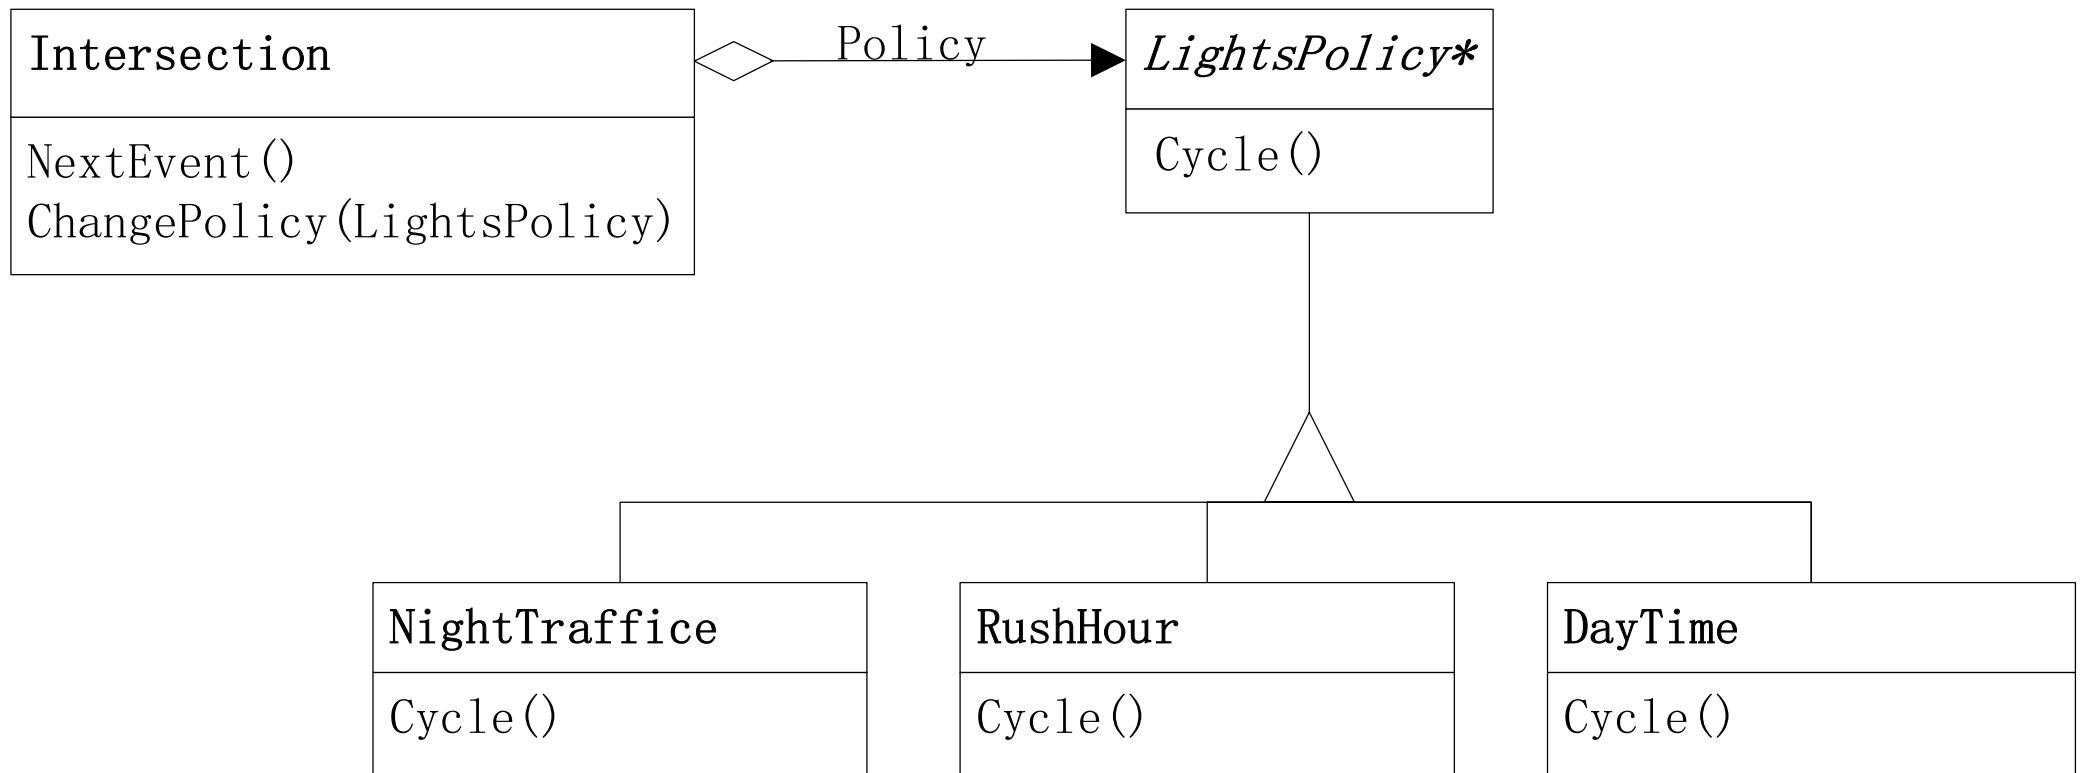 Intersection
NextEvent()
ChangePolicy(LightsPolicy)
Policy
LightsPolicy*
Cycle()
NightTraffice
Cycle()
RushHour
Cycle()
DayTime
Cycle()